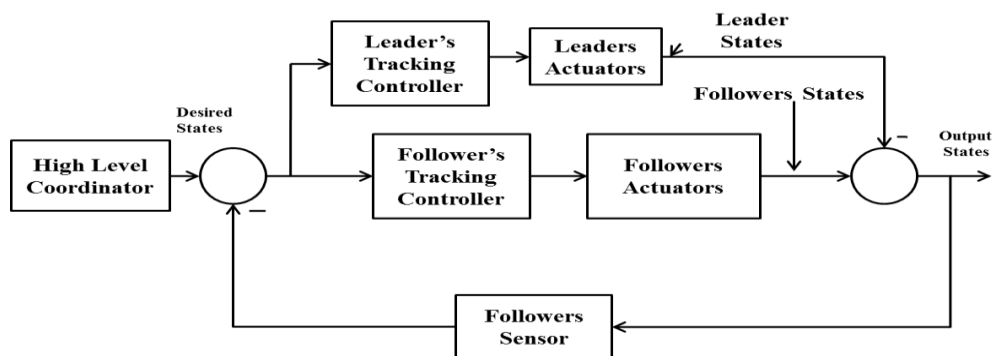 Leader's
Tracking
Controller
Leaders
Actuators
Leader
States
Followers States
Desired
States
High Level
Coordinator
–
Follower's
Tracking
Controller
Followers
Actuators
–
Output
States
Followers
Sensor